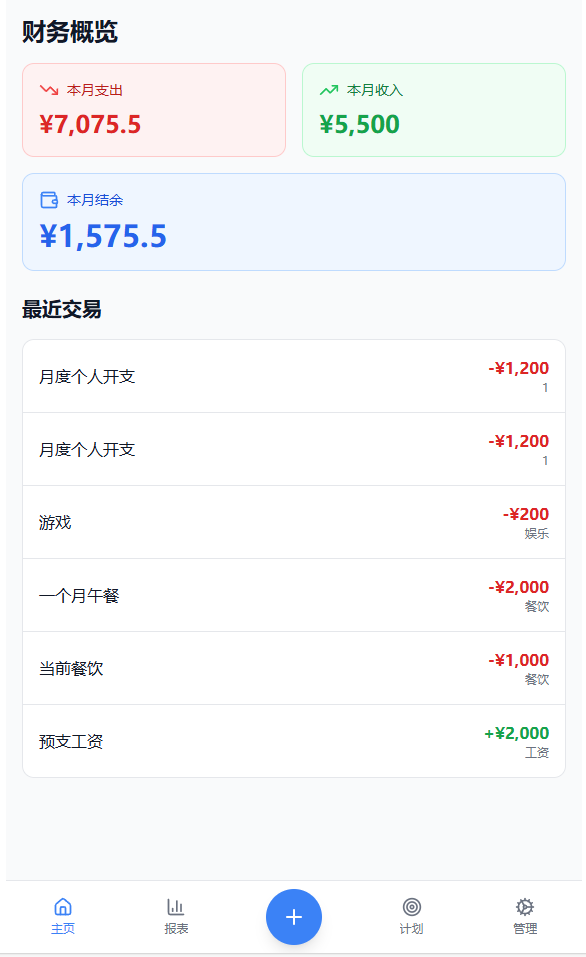 财务概览
本月支出
¥7,075.5
本月收入
¥5,500
本月结余
¥1,575.5
最近交易
月度个人开支
-¥1,200
1
月度个人开支
-¥1,200
1
游戏
-¥200
娱乐
一个月午餐
-¥2,000
餐饮
当前餐饮
-¥1,000
餐饮
预支工资
+¥2,000
工资
主页
报表
计划
管理